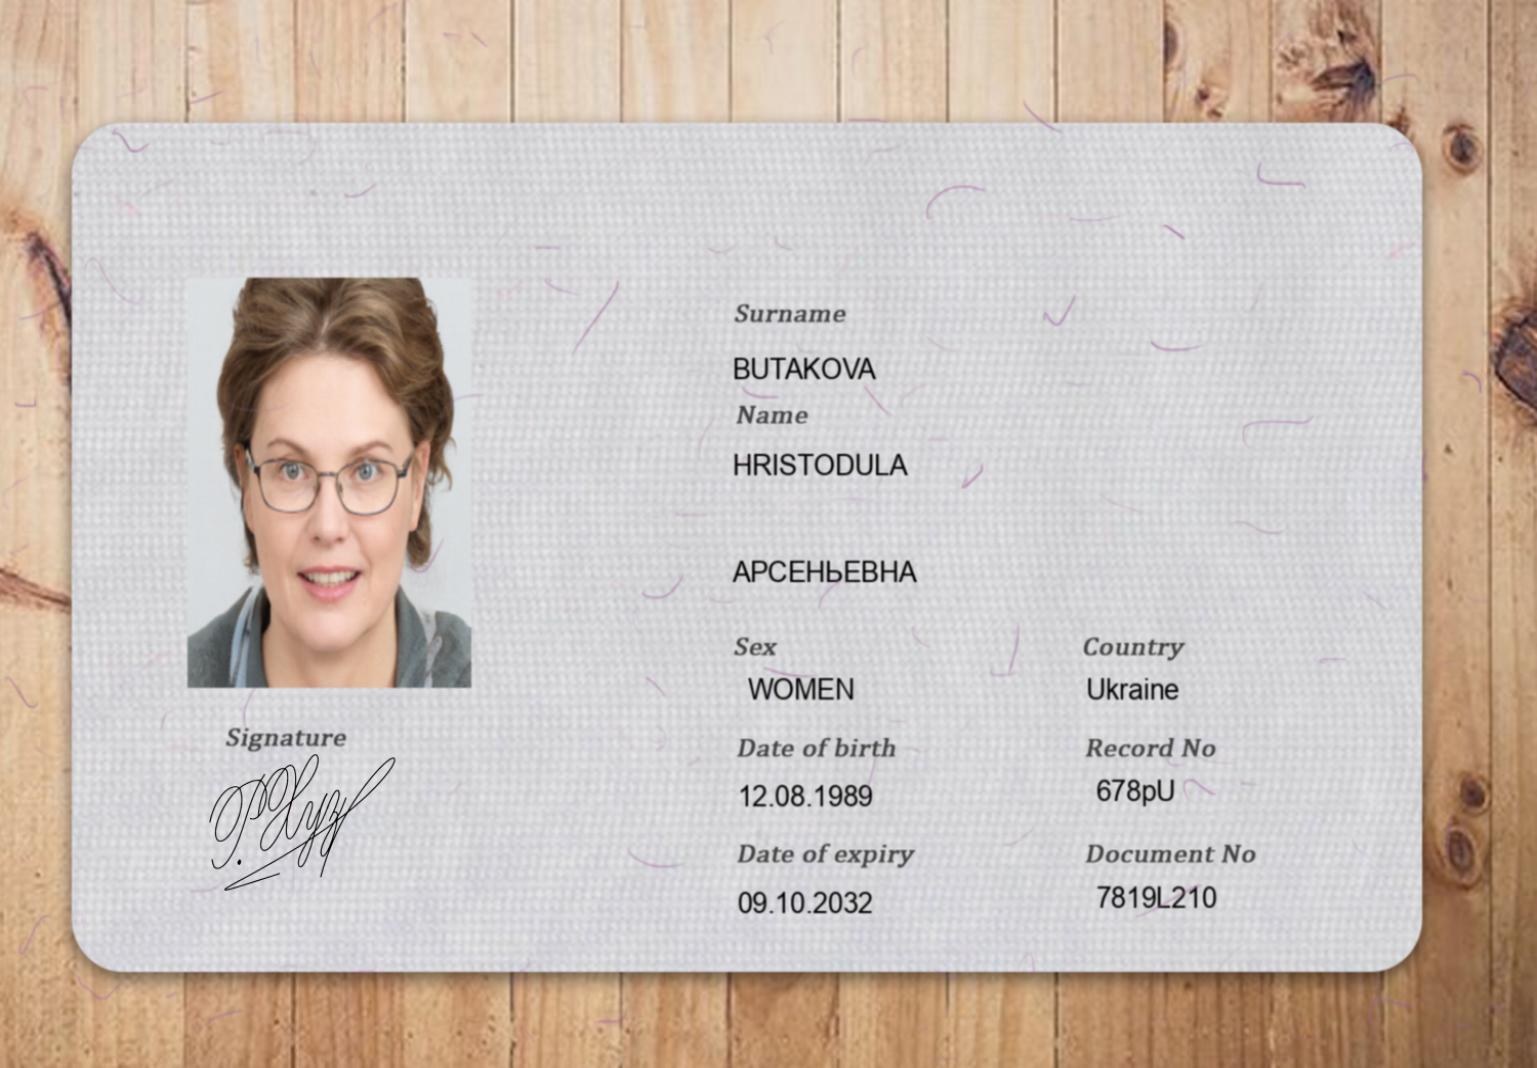 Surname
BUTAKOVA
Name
HRISTODULA
АРСЕНЬЕВНА
Sex
WOMEN
Country
Ukraine
Date of birth
12.08.1989
Record No
678pU
Date of expiry
09.10.2032
Document No
7819L210
Signature